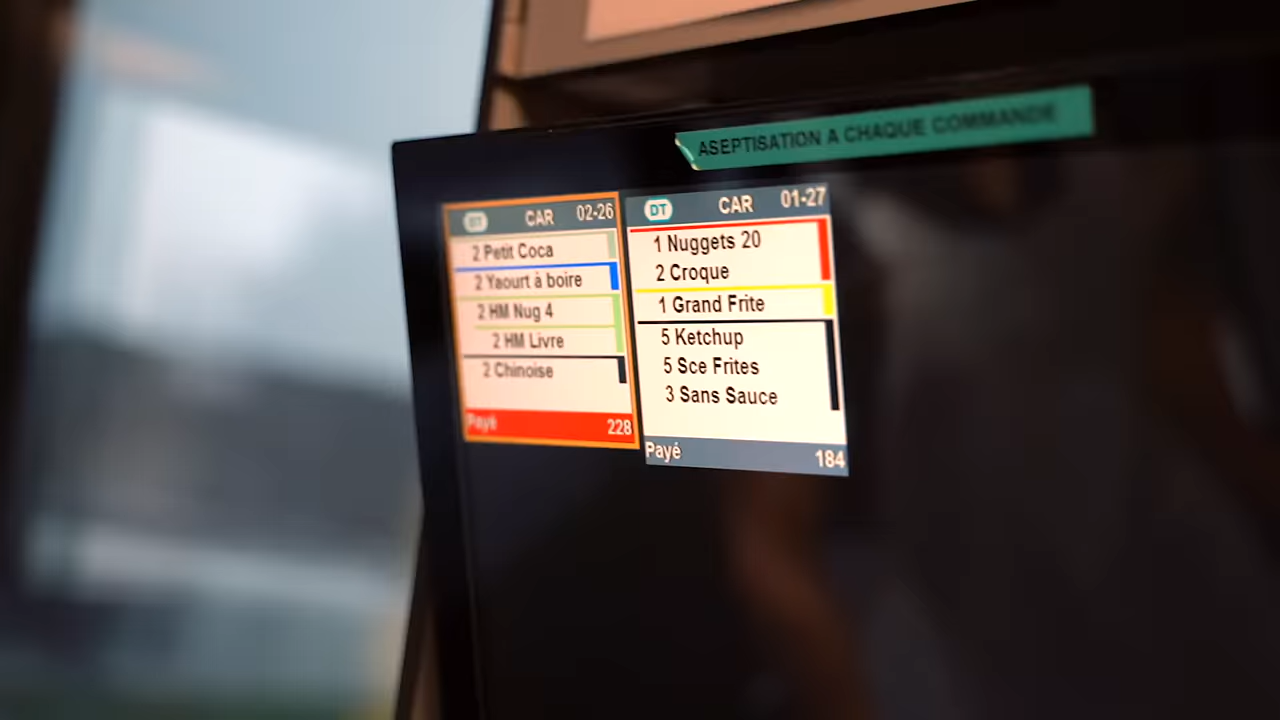 ASEPTISATION A CHAQUE COMMANDE
DT CAR 02-26
2 Petit Coca
2 Yaourt à boire
2 HM Nug 4
2 HM Livre
2 Chinoise
Payé 228
DT CAR 01-27
1 Nuggets 20
2 Croque
1 Grand Frite
5 Ketchup
5 Sce Frites
3 Sans Sauce
Payé 184